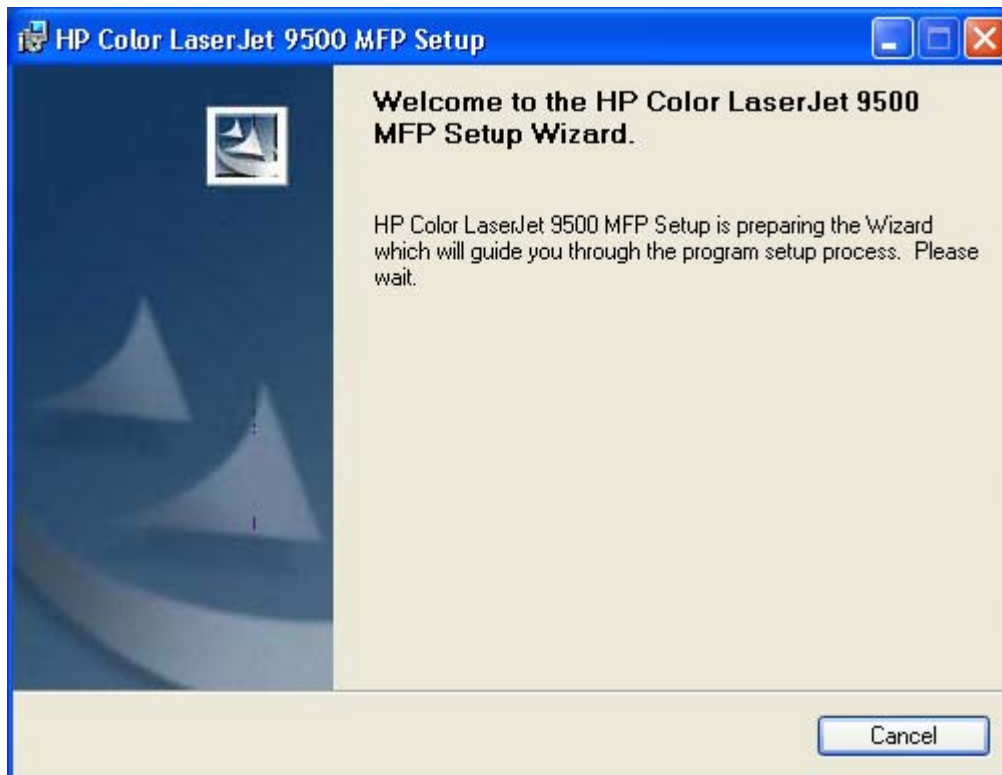 HP Color LaserJet 9500 MFP Setup
Welcome to the HP Color LaserJet 9500
MFP Setup Wizard.
HP Color LaserJet 9500 MFP Setup is preparing the Wizard
which will guide you through the program setup process. Please
wait.
Cancel